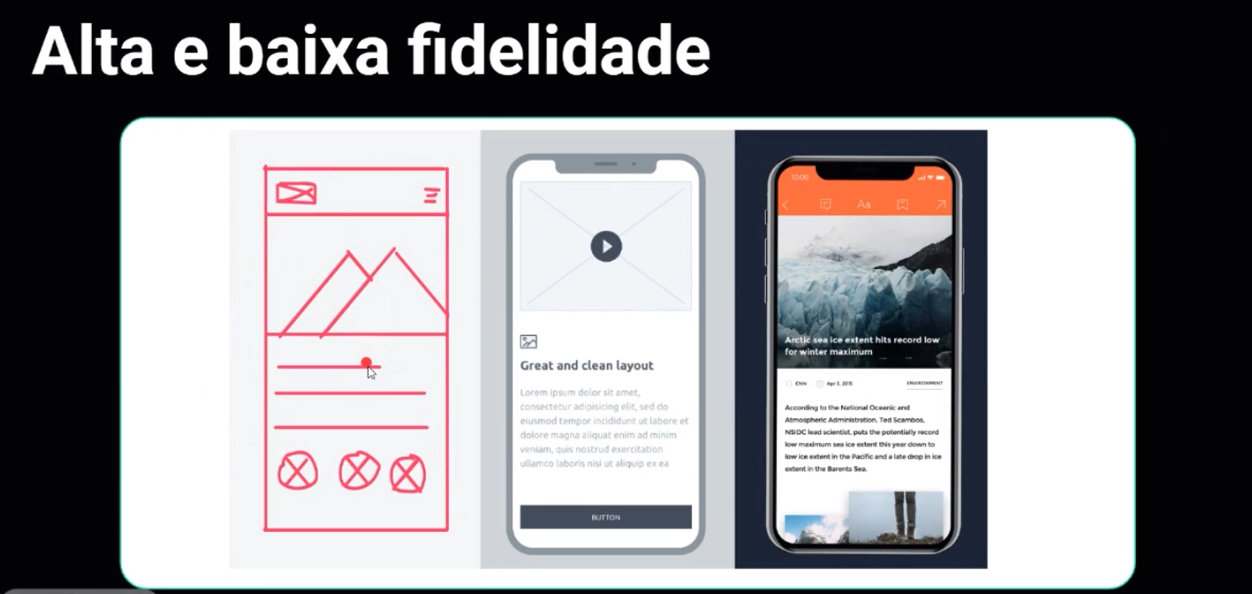 Alta e baixa fidelidade
Great and clean layout
Lorem ipsum dolor sit amet,
consectetur adipisicing elit, sed do
eiusmod tempor incididunt ut labore et
dolore magna aliquat enim ad minim
veniam, quis nostrud exercitation
ullamco laboris nisi ut aliquip ex ea
BUTTON
10:00
Aa
Arctic sea ice extent hits record low
for winter maximum
CNN Apr 3, 2015 ENVIRONMENT
According to the National Oceanic and
Atmospheric Administration, Ted Scambos,
NSIDC lead scientist, puts the potentially record
low maximum sea ice extent this year down to
low ice extent in the Pacific and a late drop in ice
extent in the Barents Sea.